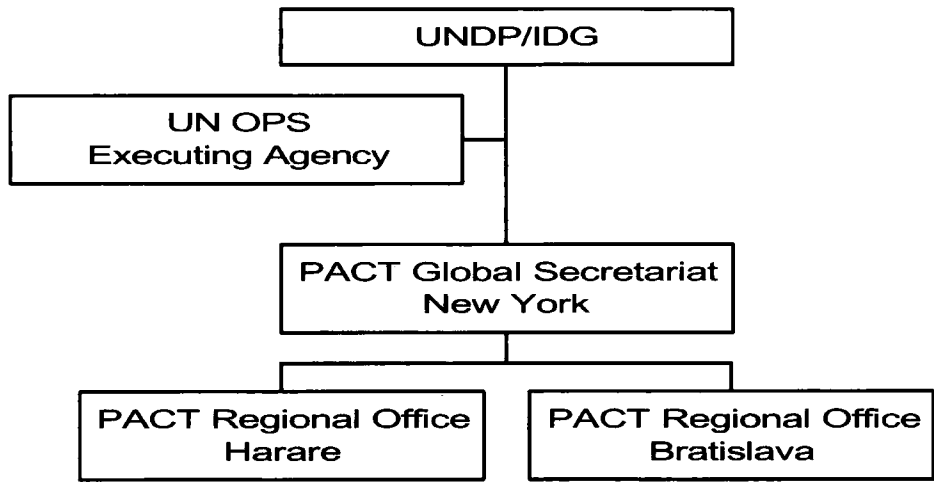 UNDP/IDG
UN OPS
Executing Agency
PACT Global Secretariat
New York
PACT Regional Office
Harare
PACT Regional Office
Bratislava